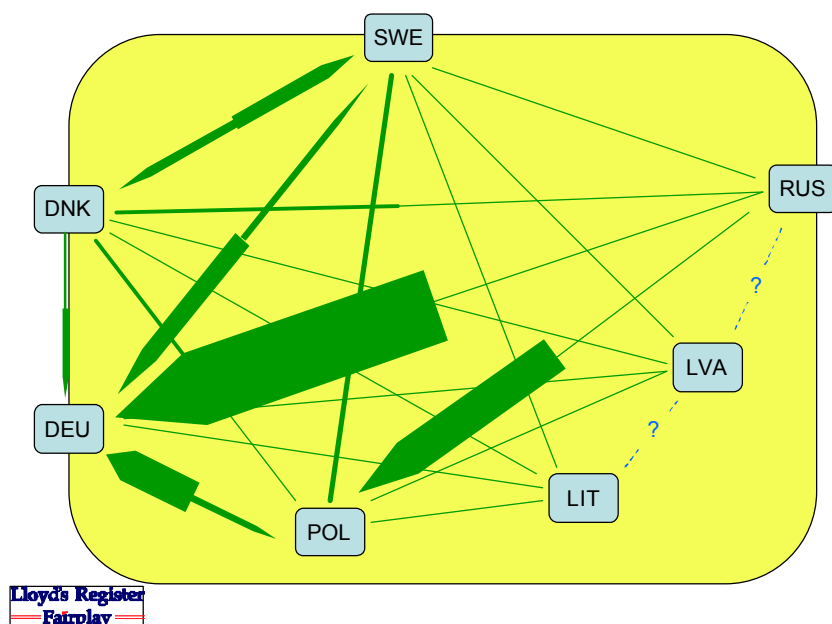 SWE
RUS
DNK
?
LVA
DEU
?
LIT
POL
Lloyd's Register
Fairplay